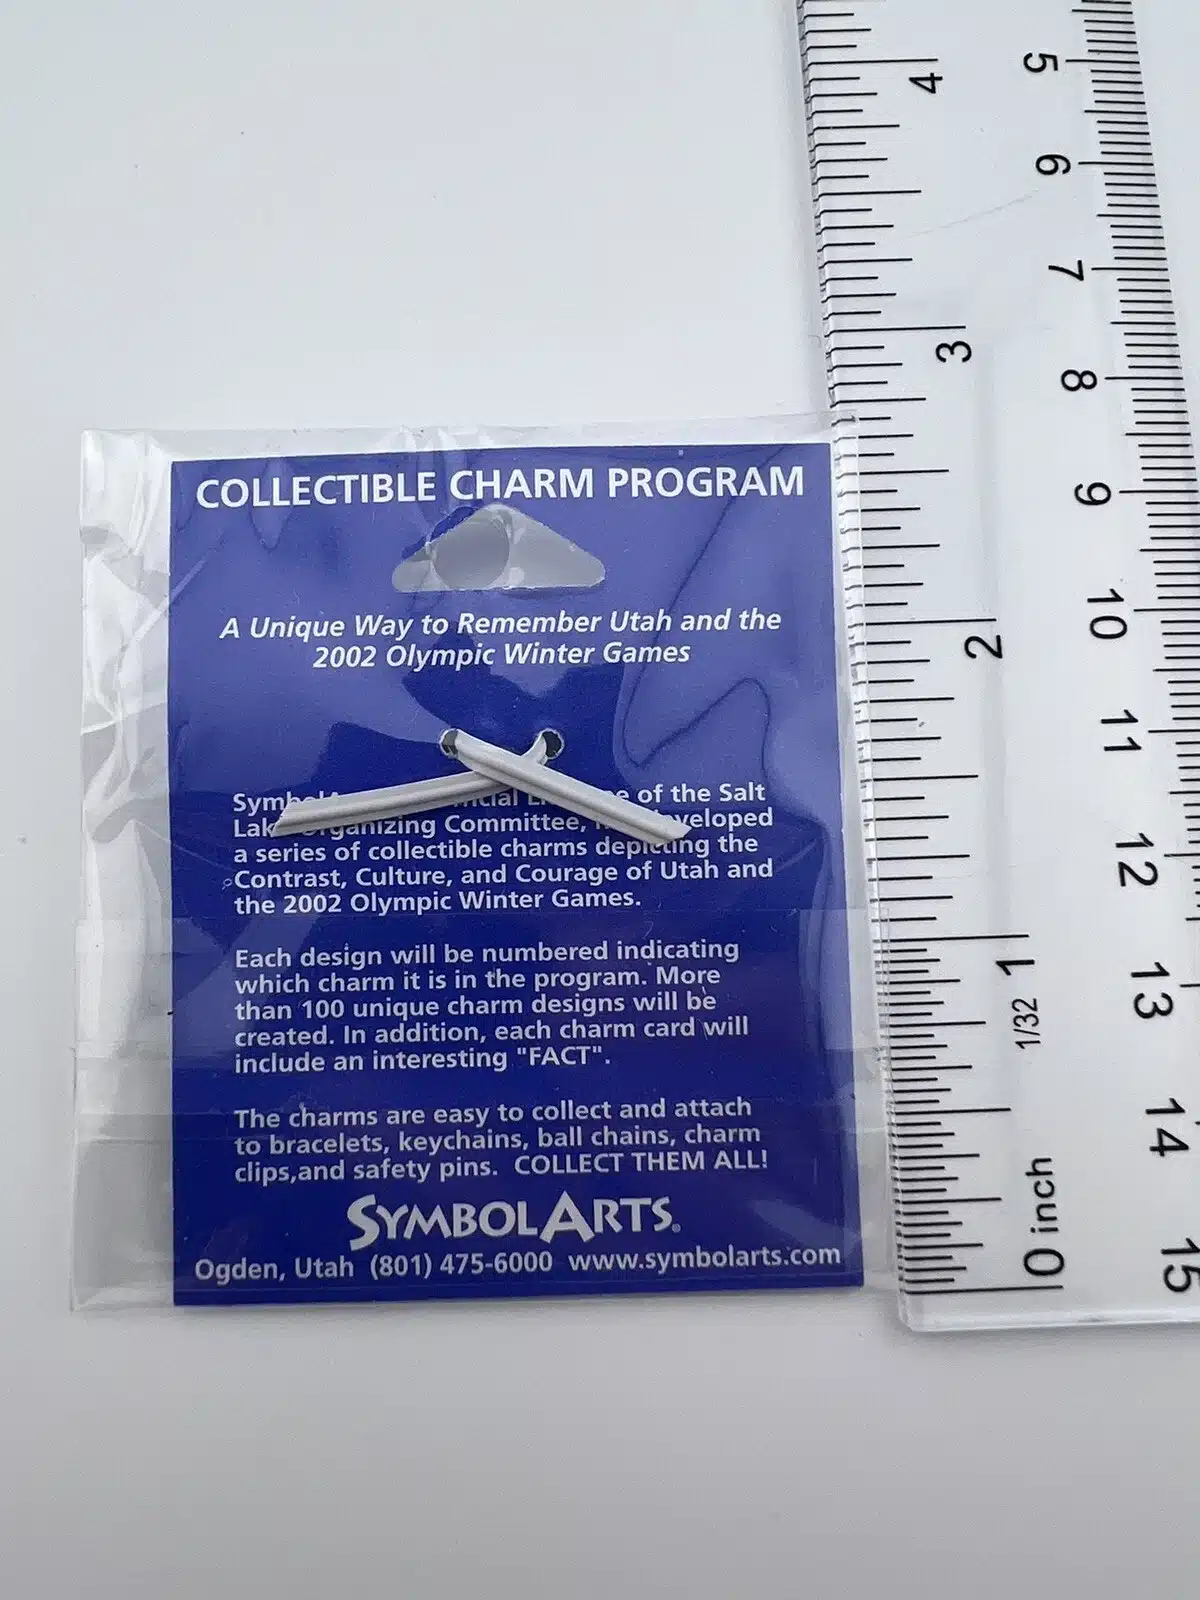 COLLECTIBLE CHARM PROGRAM
A Unique Way to Remember Utah and the
2002 Olympic Winter Games
of the Salt
Organizing Committee,
a series of collectible charms depicting the
Contrast, Culture, and Courage of Utah and
the 2002 Olympic Winter Games.
Each design will be numbered indicating
which charm it is in the program. More
than 100 unique charm designs will be
created. In addition, each charm card will
include an interesting "FACT".
The charms are easy to collect and attach
to bracelets, keychains, ball chains, charm
clips,and safety pins. COLLECT THEM ALL!
SYMBOLARTS.
Ogden, Utah (801) 475-6000 www.symbolarts.com
4
3
2
1
1/32
0 inch
5
6
7
8
9
10
11
12
13
14
15